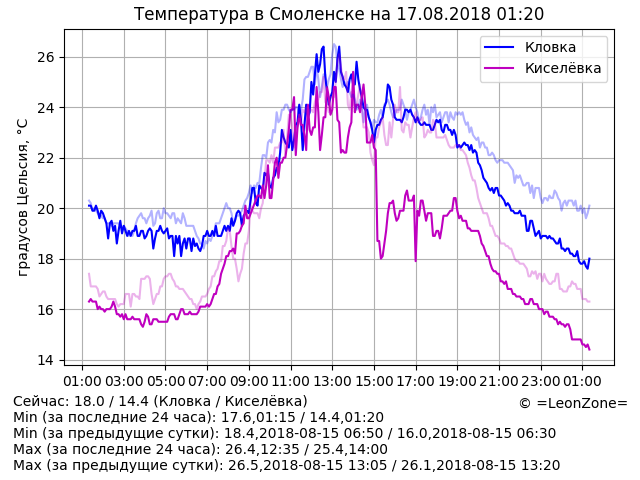 Температура в Смоленске на 17.08.2018 01:20
Кловка
Киселёвка
градусов Цельсия, °C
26
24
22
20
18
16
14
01:00 03:00 05:00 07:00 09:00 11:00 13:00 15:00 17:00 19:00 21:00 23:00 01:00
Сейчас: 18.0 / 14.4 (Кловка / Киселёвка)
© =LeonZone=
Min (за последние 24 часа): 17.6,01:15 / 14.4,01:20
Min (за предыдущие сутки): 18.4,2018-08-15 06:50 / 16.0,2018-08-15 06:30
Max (за последние 24 часа): 26.4,12:35 / 25.4,14:00
Max (за предыдущие сутки): 26.5,2018-08-15 13:05 / 26.1,2018-08-15 13:20